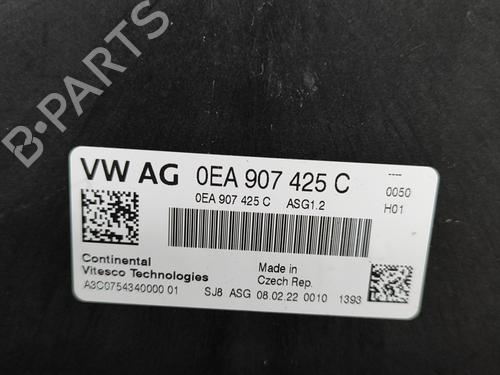 B-PARTS
VW AG 0EA 907 425 C
----
0050
H01
0EA 907 425 C ASG1.2
Continental
Vitesco Technologies
Made in
Czech Rep.
A3C0754340000 01 SJ8 ASG 08.02.22 0010 1393